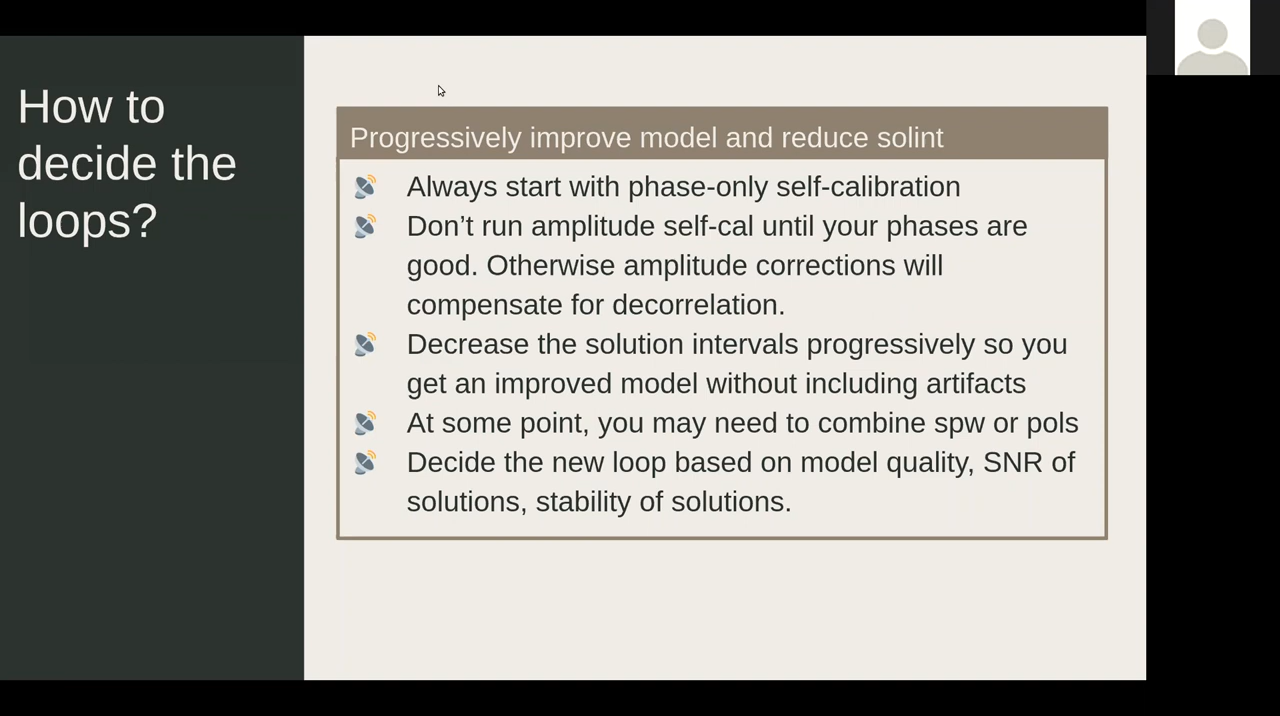 How to
decide the
loops?
Progressively improve model and reduce solint
Always start with phase-only self-calibration
Don’t run amplitude self-cal until your phases are
good. Otherwise amplitude corrections will
compensate for decorrelation.
Decrease the solution intervals progressively so you
get an improved model without including artifacts
At some point, you may need to combine spw or pols
Decide the new loop based on model quality, SNR of
solutions, stability of solutions.